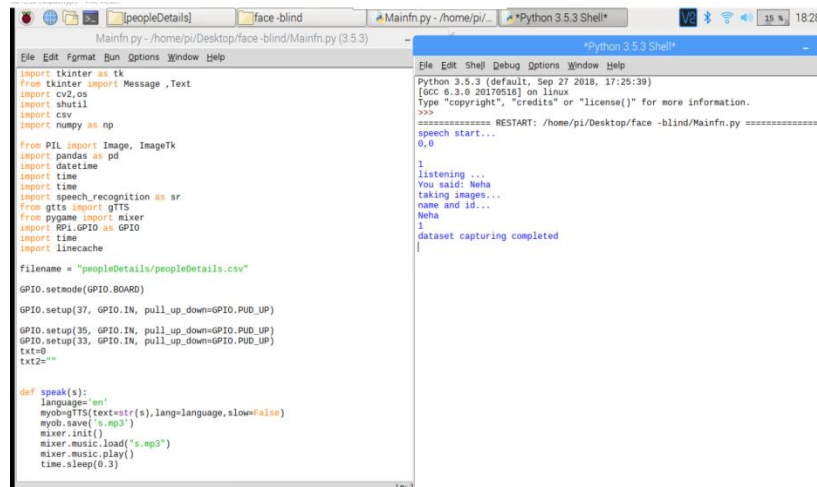 [peopleDetails]
face -blind
Mainfn.py - /home/pi/...
*Python 3.5.3 Shell*
15 %
18:28
Mainfn.py - /home/pi/Desktop/face -blind/Mainfn.py (3.5.3)
File Edit Format Run Options Window Help
import tkinter as tk
from tkinter import Message ,Text
import cv2,os
import shutil
import csv
import numpy as np
from PIL import Image, ImageTk
import pandas as pd
import datetime
import time
import time
import speech_recognition as sr
from gtts import gTTS
from pygame import mixer
import RPi.GPIO as GPIO
import time
import linecache
filename = "peopleDetails/peopleDetails.csv"
GPIO.setmode(GPIO.BOARD)
GPIO.setup(37, GPIO.IN, pull_up_down=GPIO.PUD_UP)
GPIO.setup(35, GPIO.IN, pull_up_down=GPIO.PUD_UP)
GPIO.setup(33, GPIO.IN, pull_up_down=GPIO.PUD_UP)
txt=0
txt2=""
def speak(s):
    language='en'
    myob=gTTS(text=str(s),lang=language,slow=False)
    myob.save('s.mp3')
    mixer.init()
    mixer.music.load("s.mp3")
    mixer.music.play()
    time.sleep(0.3)
*Python 3.5.3 Shell*
File Edit Shell Debug Options Window Help
Python 3.5.3 (default, Sep 27 2018, 17:25:39)
[GCC 6.3.0 20170516] on linux
Type "copyright", "credits" or "license()" for more information.
>>>
============== RESTART: /home/pi/Desktop/face -blind/Mainfn.py ==============
speech start...
0,0
1
listening ...
You said: Neha
taking images...
name and id...
Neha
1
dataset capturing completed